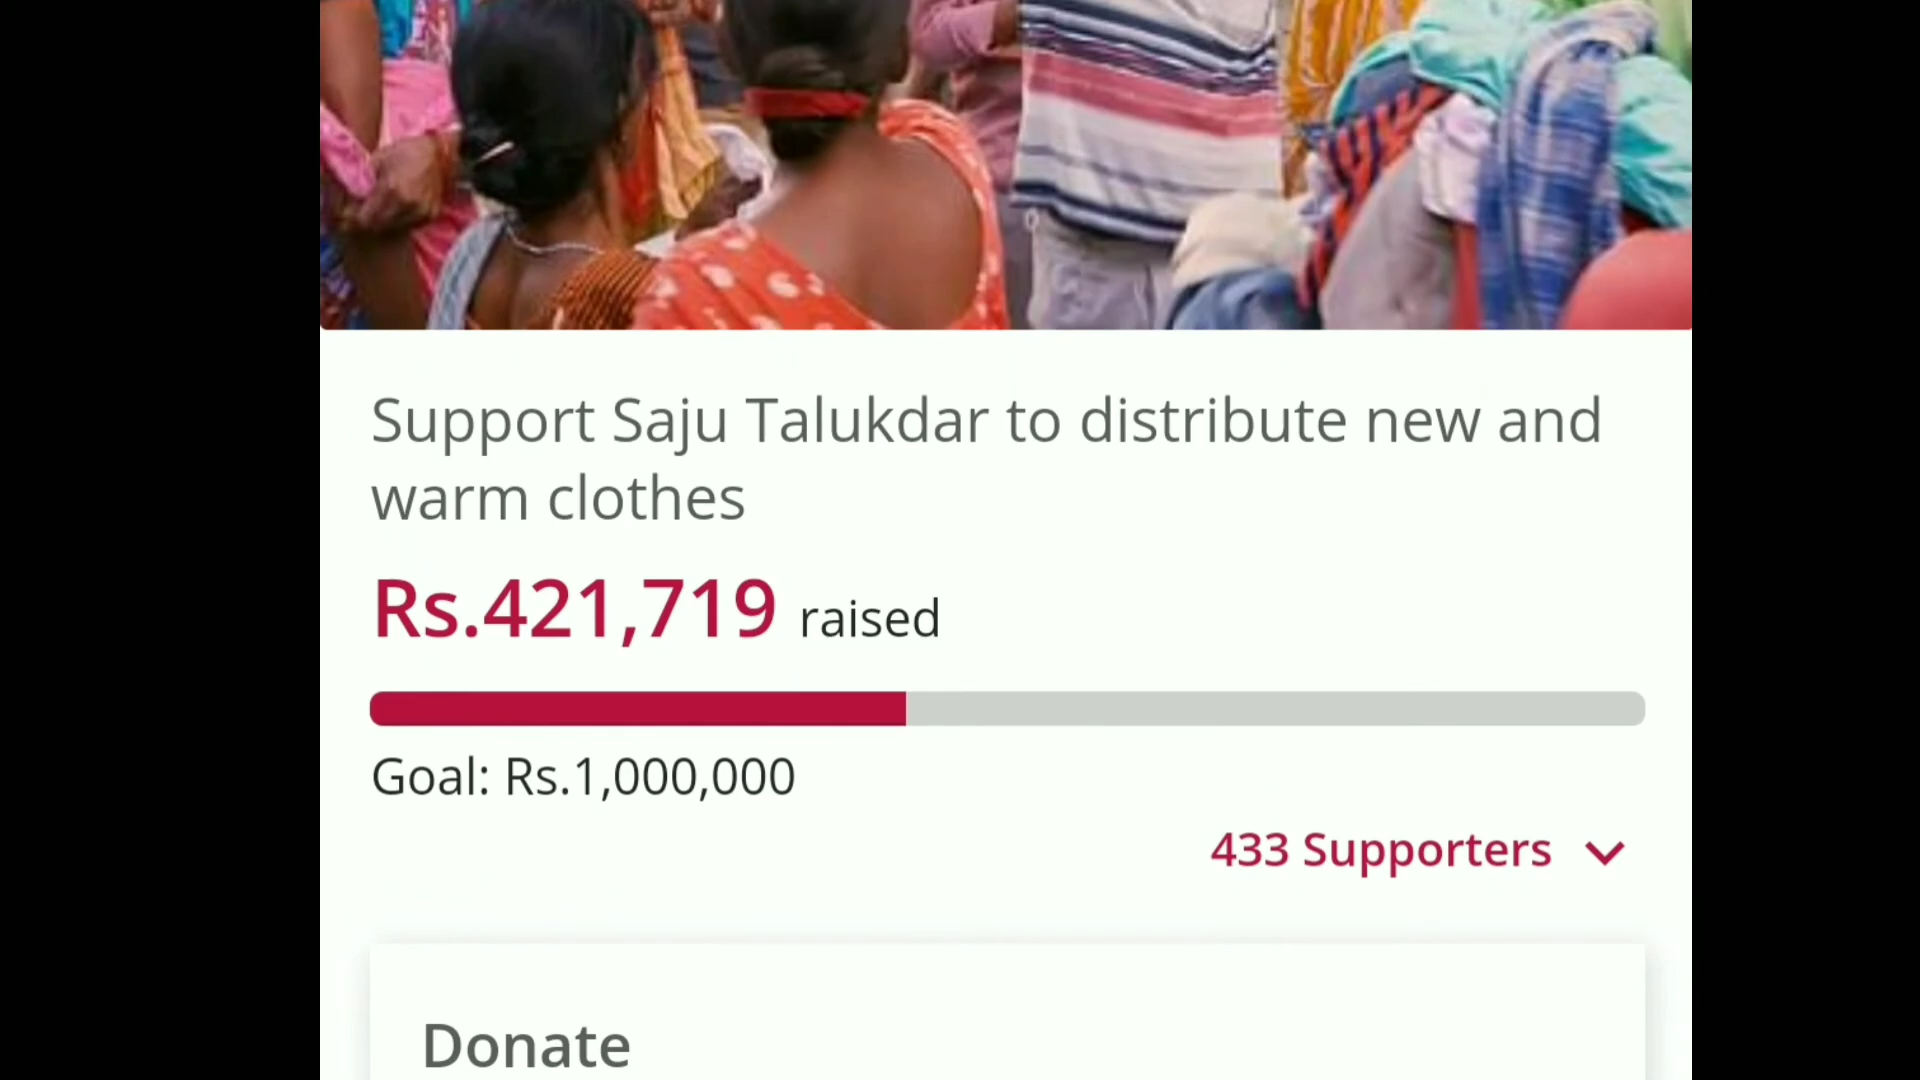 Support Saju Talukdar to distribute new and
warm clothes
Rs.421,719 raised
Goal: Rs.1,000,000
433 Supporters
Donate